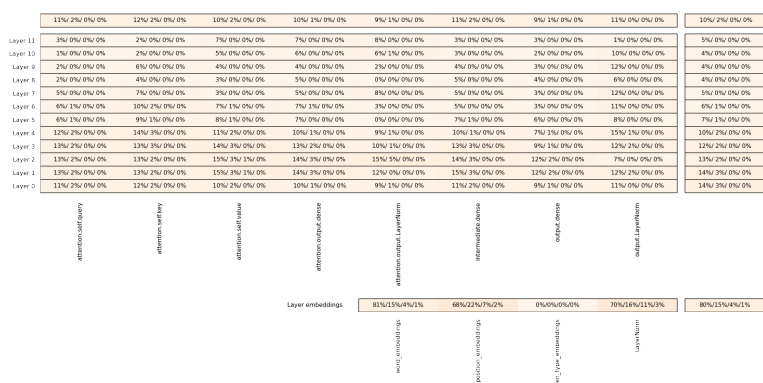 11%/ 2%/ 0%/ 0% 12%/ 2%/ 0%/ 0% 10%/ 2%/ 0%/ 0% 10%/ 1%/ 0%/ 0% 9%/ 1%/ 0%/ 0% 11%/ 2%/ 0%/ 0% 9%/ 1%/ 0%/ 0% 11%/ 0%/ 0%/ 0% 10%/ 2%/ 0%/ 0%
Layer 11 3%/ 0%/ 0%/ 0% 2%/ 0%/ 0%/ 0% 7%/ 0%/ 0%/ 0% 7%/ 0%/ 0%/ 0% 8%/ 0%/ 0%/ 0% 3%/ 0%/ 0%/ 0% 3%/ 0%/ 0%/ 0% 1%/ 0%/ 0%/ 0% 5%/ 0%/ 0%/ 0%
Layer 10 1%/ 0%/ 0%/ 0% 2%/ 0%/ 0%/ 0% 5%/ 0%/ 0%/ 0% 6%/ 0%/ 0%/ 0% 6%/ 1%/ 0%/ 0% 3%/ 0%/ 0%/ 0% 2%/ 0%/ 0%/ 0% 10%/ 0%/ 0%/ 0% 4%/ 0%/ 0%/ 0%
Layer 9 2%/ 0%/ 0%/ 0% 6%/ 0%/ 0%/ 0% 4%/ 0%/ 0%/ 0% 4%/ 0%/ 0%/ 0% 2%/ 0%/ 0%/ 0% 4%/ 0%/ 0%/ 0% 3%/ 0%/ 0%/ 0% 12%/ 0%/ 0%/ 0% 4%/ 0%/ 0%/ 0%
Layer 8 2%/ 0%/ 0%/ 0% 4%/ 0%/ 0%/ 0% 3%/ 0%/ 0%/ 0% 5%/ 0%/ 0%/ 0% 0%/ 0%/ 0%/ 0% 5%/ 0%/ 0%/ 0% 4%/ 0%/ 0%/ 0% 6%/ 0%/ 0%/ 0% 4%/ 0%/ 0%/ 0%
Layer 7 5%/ 0%/ 0%/ 0% 7%/ 0%/ 0%/ 0% 3%/ 0%/ 0%/ 0% 5%/ 0%/ 0%/ 0% 8%/ 0%/ 0%/ 0% 5%/ 0%/ 0%/ 0% 3%/ 0%/ 0%/ 0% 12%/ 0%/ 0%/ 0% 5%/ 0%/ 0%/ 0%
Layer 6 6%/ 1%/ 0%/ 0% 10%/ 2%/ 0%/ 0% 7%/ 1%/ 0%/ 0% 7%/ 1%/ 0%/ 0% 3%/ 0%/ 0%/ 0% 5%/ 0%/ 0%/ 0% 3%/ 0%/ 0%/ 0% 11%/ 0%/ 0%/ 0% 6%/ 1%/ 0%/ 0%
Layer 5 6%/ 1%/ 0%/ 0% 9%/ 1%/ 0%/ 0% 8%/ 1%/ 0%/ 0% 7%/ 0%/ 0%/ 0% 0%/ 0%/ 0%/ 0% 7%/ 1%/ 0%/ 0% 6%/ 0%/ 0%/ 0% 8%/ 0%/ 0%/ 0% 7%/ 1%/ 0%/ 0%
Layer 4 12%/ 2%/ 0%/ 0% 14%/ 3%/ 0%/ 0% 11%/ 2%/ 0%/ 0% 10%/ 1%/ 0%/ 0% 9%/ 1%/ 0%/ 0% 10%/ 1%/ 0%/ 0% 7%/ 1%/ 0%/ 0% 15%/ 1%/ 0%/ 0% 10%/ 2%/ 0%/ 0%
Layer 3 13%/ 2%/ 0%/ 0% 13%/ 3%/ 0%/ 0% 14%/ 3%/ 0%/ 0% 13%/ 2%/ 0%/ 0% 10%/ 1%/ 0%/ 0% 13%/ 3%/ 0%/ 0% 9%/ 1%/ 0%/ 0% 12%/ 2%/ 0%/ 0% 12%/ 2%/ 0%/ 0%
Layer 2 13%/ 2%/ 0%/ 0% 13%/ 2%/ 0%/ 0% 15%/ 3%/ 1%/ 0% 14%/ 3%/ 0%/ 0% 15%/ 5%/ 0%/ 0% 14%/ 3%/ 0%/ 0% 12%/ 2%/ 0%/ 0% 7%/ 0%/ 0%/ 0% 13%/ 2%/ 0%/ 0%
Layer 1 13%/ 2%/ 0%/ 0% 13%/ 2%/ 0%/ 0% 15%/ 3%/ 1%/ 0% 14%/ 3%/ 0%/ 0% 12%/ 0%/ 0%/ 0% 15%/ 3%/ 0%/ 0% 12%/ 2%/ 0%/ 0% 12%/ 2%/ 0%/ 0% 14%/ 3%/ 0%/ 0%
Layer 0 11%/ 2%/ 0%/ 0% 12%/ 2%/ 0%/ 0% 10%/ 2%/ 0%/ 0% 10%/ 1%/ 0%/ 0% 9%/ 1%/ 0%/ 0% 11%/ 2%/ 0%/ 0% 9%/ 1%/ 0%/ 0% 11%/ 0%/ 0%/ 0% 14%/ 3%/ 0%/ 0%
attention.self.query
attention.self.key
attention.self.value
attention.output.dense
attention.output.LayerNorm
intermediate.dense
output.dense
output.LayerNorm
Layer embeddings 81%/15%/4%/1% 68%/22%/7%/2% 0%/0%/0%/0% 70%/16%/11%/3% 80%/15%/4%/1%
word_embeddings
position_embeddings
en_type_embeddings
LayerNorm